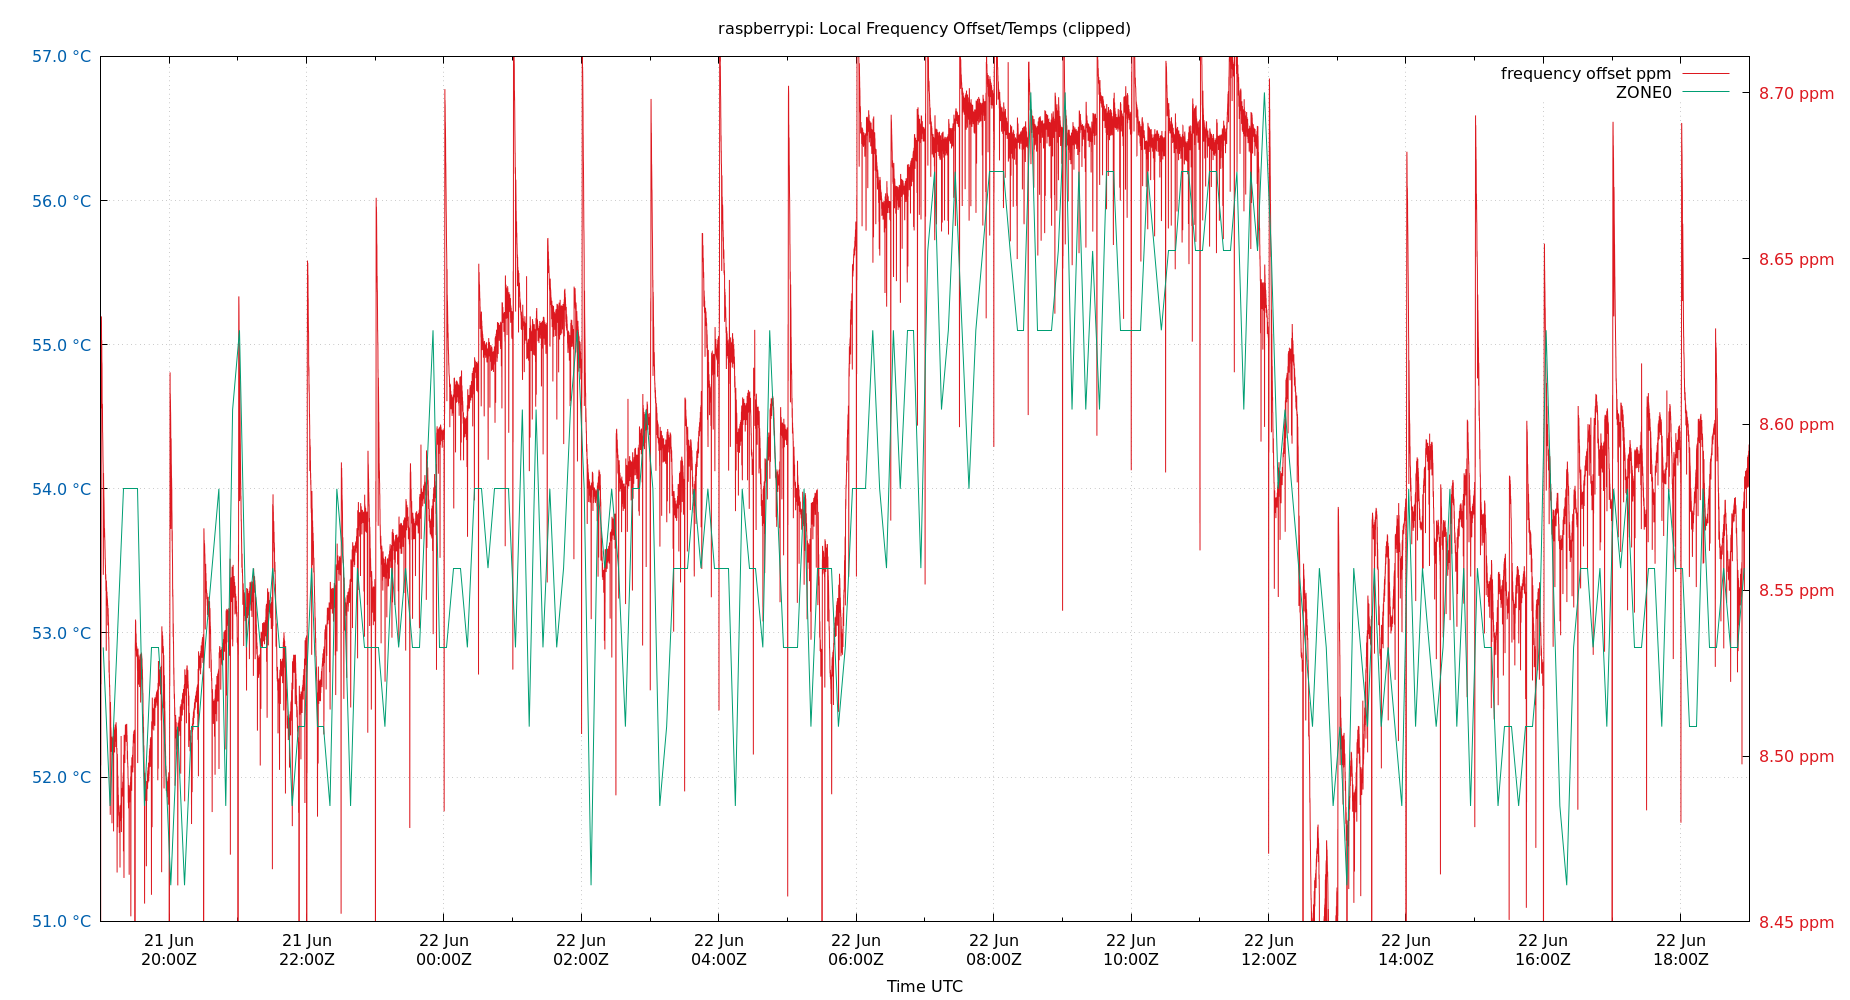 raspberrypi: Local Frequency Offset/Temps (clipped)
57.0 °C
56.0 °C
55.0 °C
54.0 °C
53.0 °C
52.0 °C
51.0 °C
frequency offset ppm
ZONE0
8.70 ppm
8.65 ppm
8.60 ppm
8.55 ppm
8.50 ppm
8.45 ppm
21 Jun 21 Jun 22 Jun 22 Jun 22 Jun 22 Jun 22 Jun 22 Jun 22 Jun 22 Jun 22 Jun 22 Jun
20:00Z 22:00Z 00:00Z 02:00Z 04:00Z 06:00Z 08:00Z 10:00Z 12:00Z 14:00Z 16:00Z 18:00Z
Time UTC